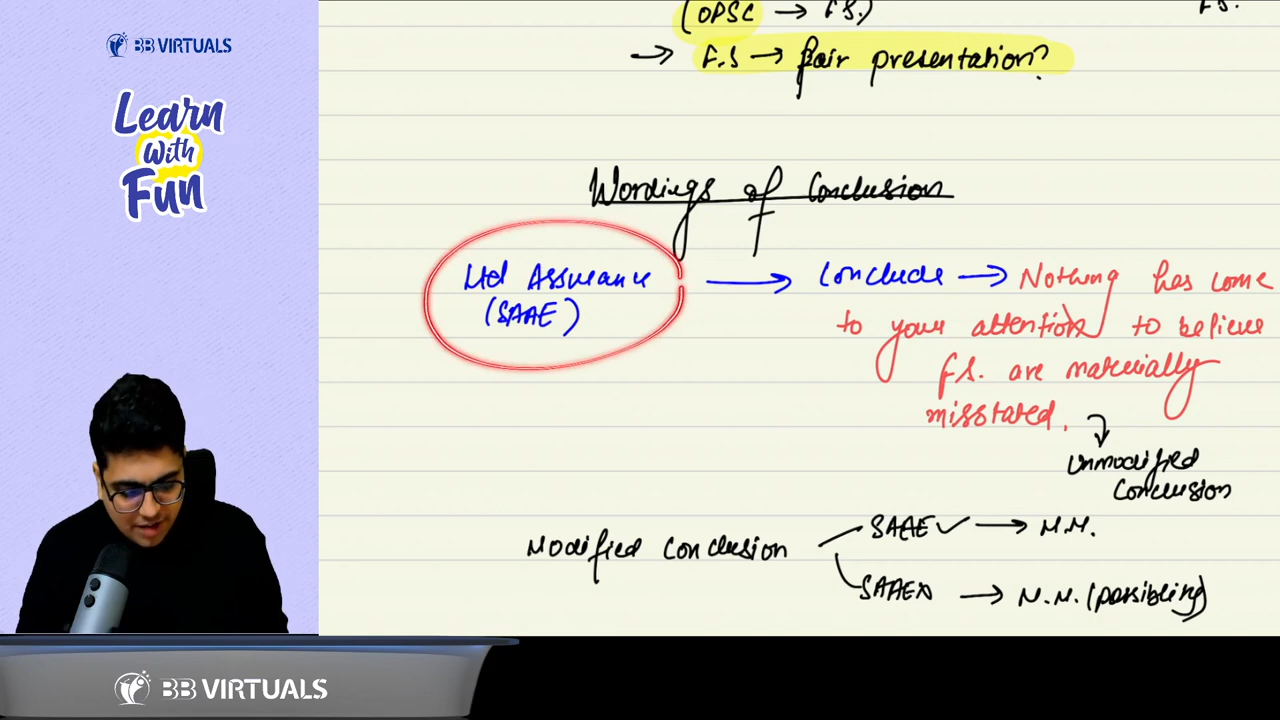 BB VIRTUALS
Learn
With
Fun
(OPSC → F.S.)
F.S.
→ F.S → fair presentation?
Wordings of Conclusion
Ltd Assurance → Conclude → Nothing has come
(SAAE)
to your attention to believe
F.S. are materially
misstated.
Unmodified
Conclusion
Modified Conclusion
SAAE ✓ → M.M.
SAAE x → M.M. (possibility)
BB VIRTUALS